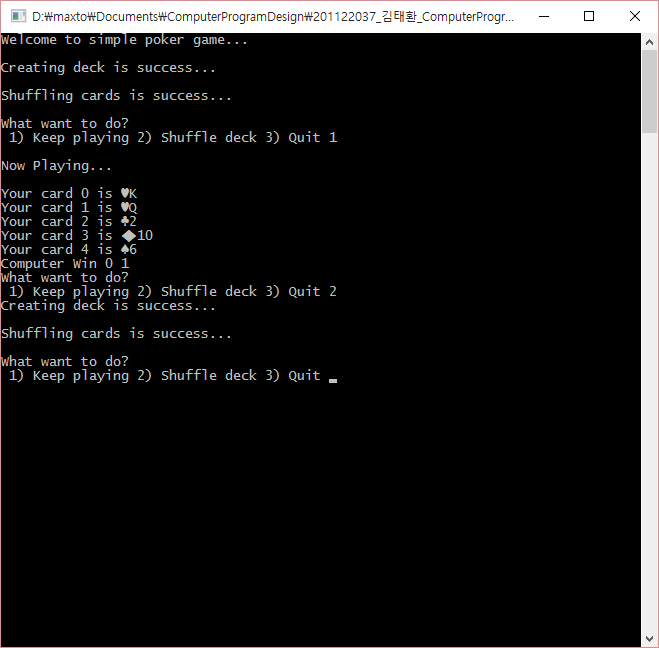 D:₩maxto₩Documents₩ComputerProgramDesign₩201122037_김태환_ComputerProgr...
Welcome to simple poker game...
Creating deck is success...
Shuffling cards is success...
What want to do?
1) Keep playing 2) Shuffle deck 3) Quit 1
Now Playing...
Your card 0 is ♥K
Your card 1 is ♥Q
Your card 2 is ♣2
Your card 3 is ◆10
Your card 4 is ♠6
Computer Win 0 1
What want to do?
1) Keep playing 2) Shuffle deck 3) Quit 2
Creating deck is success...
Shuffling cards is success...
What want to do?
1) Keep playing 2) Shuffle deck 3) Quit